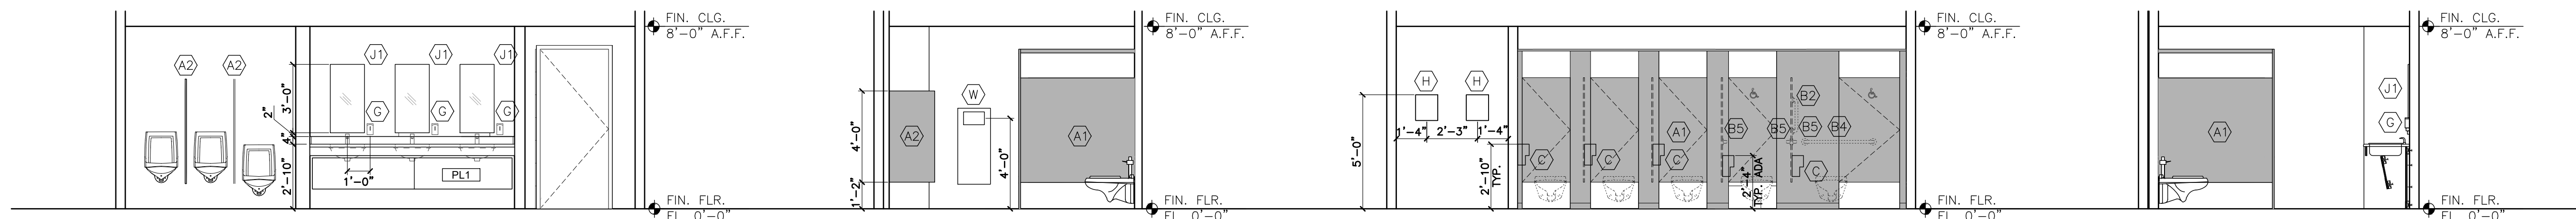 A2
A2
J1
J1
J1
G
G
G
2"
3'-0"
4"
2'-10"
1'-0"
PL1
FIN. CLG.
8'-0" A.F.F.
FIN. FLR.
EL. 0'-0"
A2
W
A1
4'-0"
1'-2"
4'-0"
FIN. CLG.
8'-0" A.F.F.
FIN. FLR.
EL. 0'-0"
H
H
1'-4"
2'-3"
1'-4"
5'-0"
2'-10"
TYP.
C
C
C
A1
B5
B5
B2
B5
B4
C
2'-4"
TYP. ADA
FIN. CLG.
8'-0" A.F.F.
FIN. FLR.
EL. 0'-0"
A1
J1
G
FIN. CLG.
8'-0" A.F.F.
FIN. FLR.
EL. 0'-0"